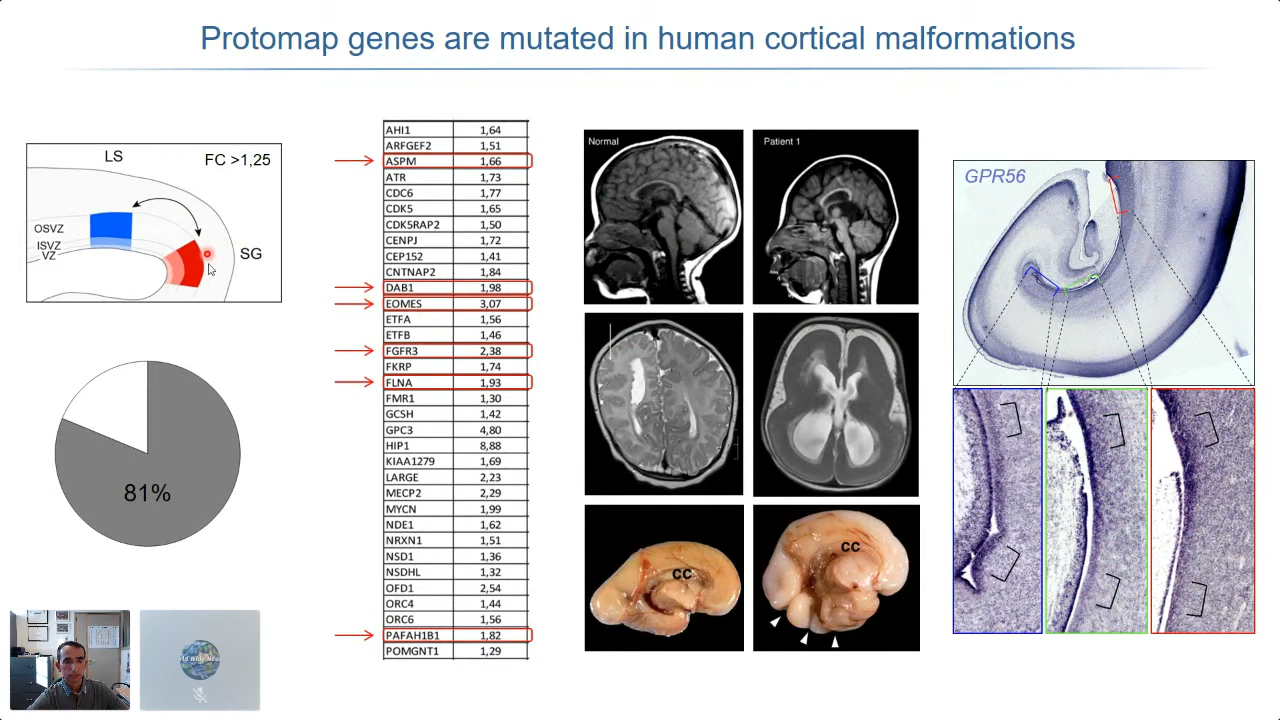 Protomap genes are mutated in human cortical malformations
LS
FC >1,25
OSVZ
ISVZ
VZ
SG
81%
AHI1 1,64
ARFGEF2 1,51
ASPM 1,66
ATR 1,73
CDC6 1,77
CDK5 1,65
CDK5RAP2 1,50
CENPJ 1,72
CEP152 1,41
CNTNAP2 1,84
DAB1 1,98
EOMES 3,07
ETFA 1,56
ETFB 1,46
FGFR3 2,38
FKRP 1,74
FLNA 1,93
FMR1 1,30
GCSH 1,42
GPC3 4,80
HIP1 8,88
KIAA1279 1,69
LARGE 2,23
MECP2 2,29
MYCN 1,99
NDE1 1,62
NRXN1 1,51
NSD1 1,36
NSDHL 1,32
OFD1 2,54
ORC4 1,44
ORC6 1,56
PAFAH1B1 1,82
POMGNT1 1,29
Normal
Patient 1
CC
CC
GPR56